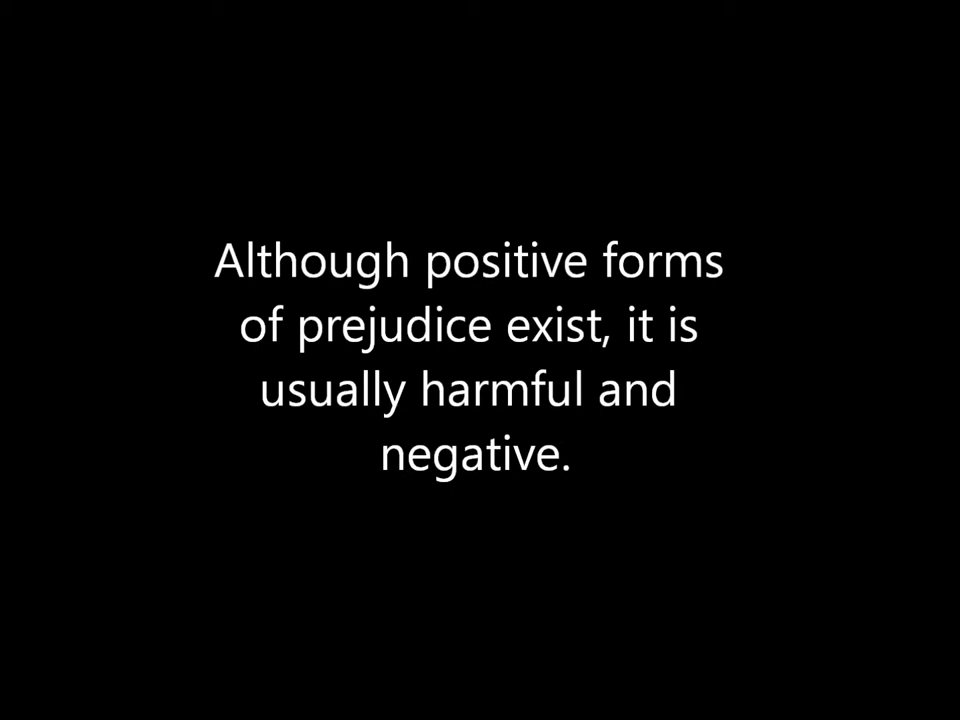 Although positive forms
of prejudice exist, it is
usually harmful and
negative.